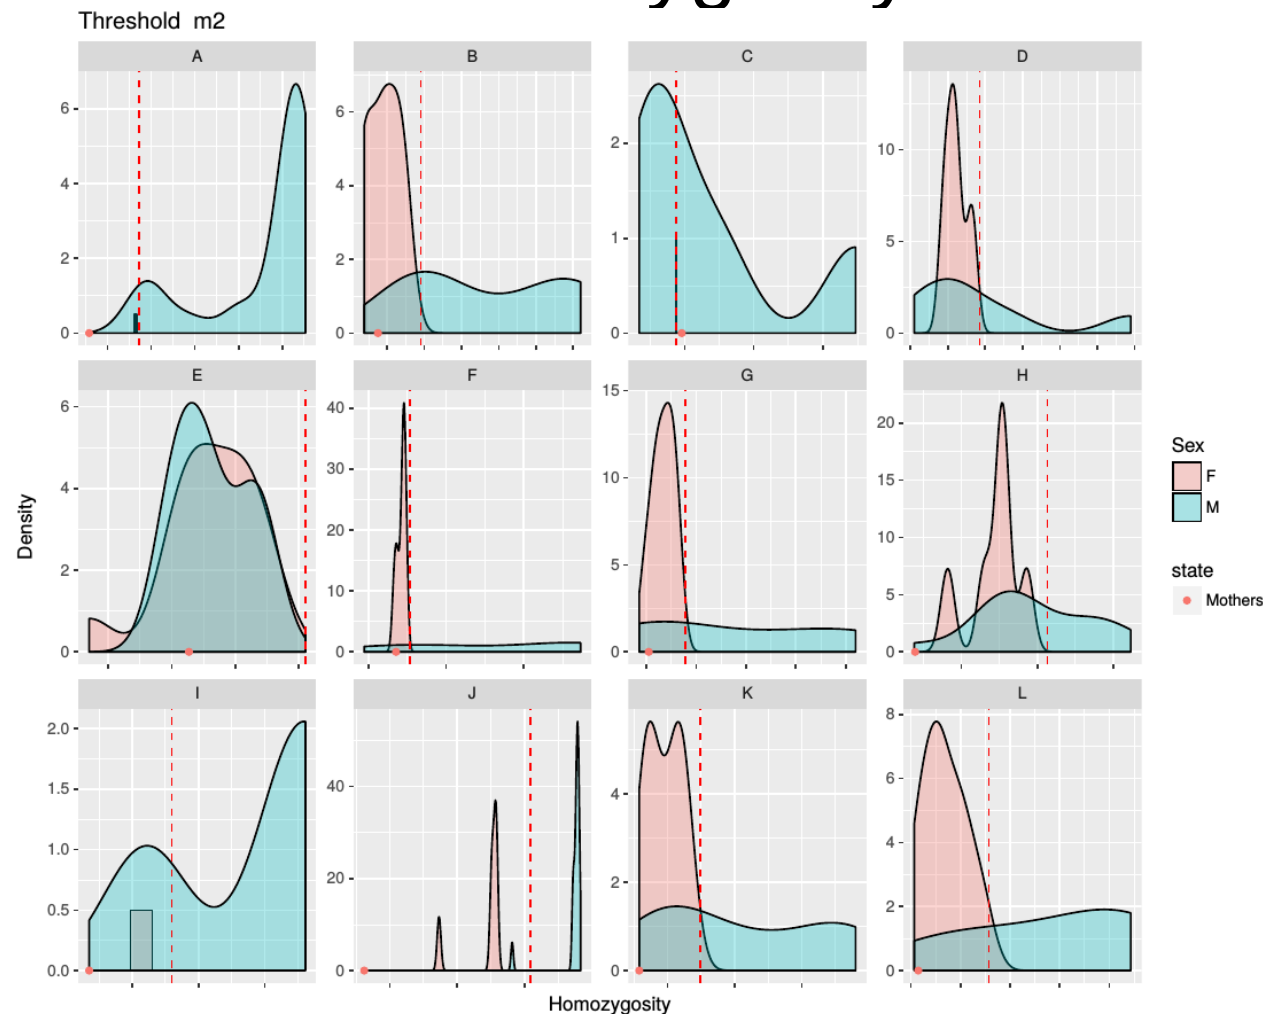 Threshold m2
A B C D
6 4 2 0
6 4 2 0
2 1 0
10 5 0
E F G H
6 4 2 0
40 30 20 10 0
15 10 5 0
20 15 10 5 0
I J K L
2.0 1.5 1.0 0.5 0.0
40 20 0
4 2 0
8 6 4 2 0
Density
Homozygosity
Sex
F
M
state
Mothers